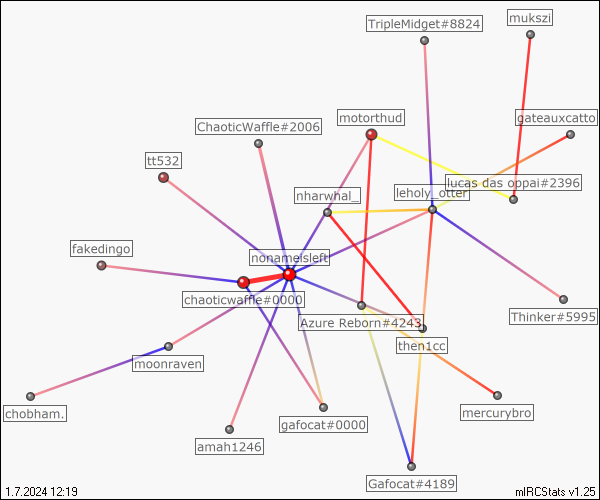 TripleMidget#8824
mukszi
motorthud
gateauxcatto
ChaoticWaffle#2006
tt532
lucas das oppai#2396
nharwhal_
leholy_otter
nonameisleft
fakedingo
chaoticwaffle#0000
Azure Reborn#4243
Thinker#5995
then1cc
moonraven
chobham.
mercurybro
gafocat#0000
amah1246
Gafocat#4189
1.7.2024 12:19
mIRCStats v1.25